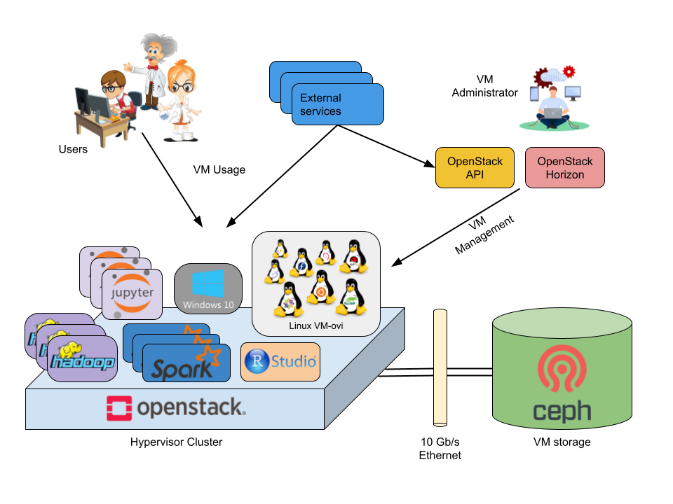 External
services
VM
Administrator
Users
VM Usage
OpenStack
API
OpenStack
Horizon
VM
Management
jupyter
Windows 10
Linux VM-ovi
hadoop
Spark
R Studio
openstack.
ceph
Hypervisor Cluster
10 Gb/s
Ethernet
VM storage